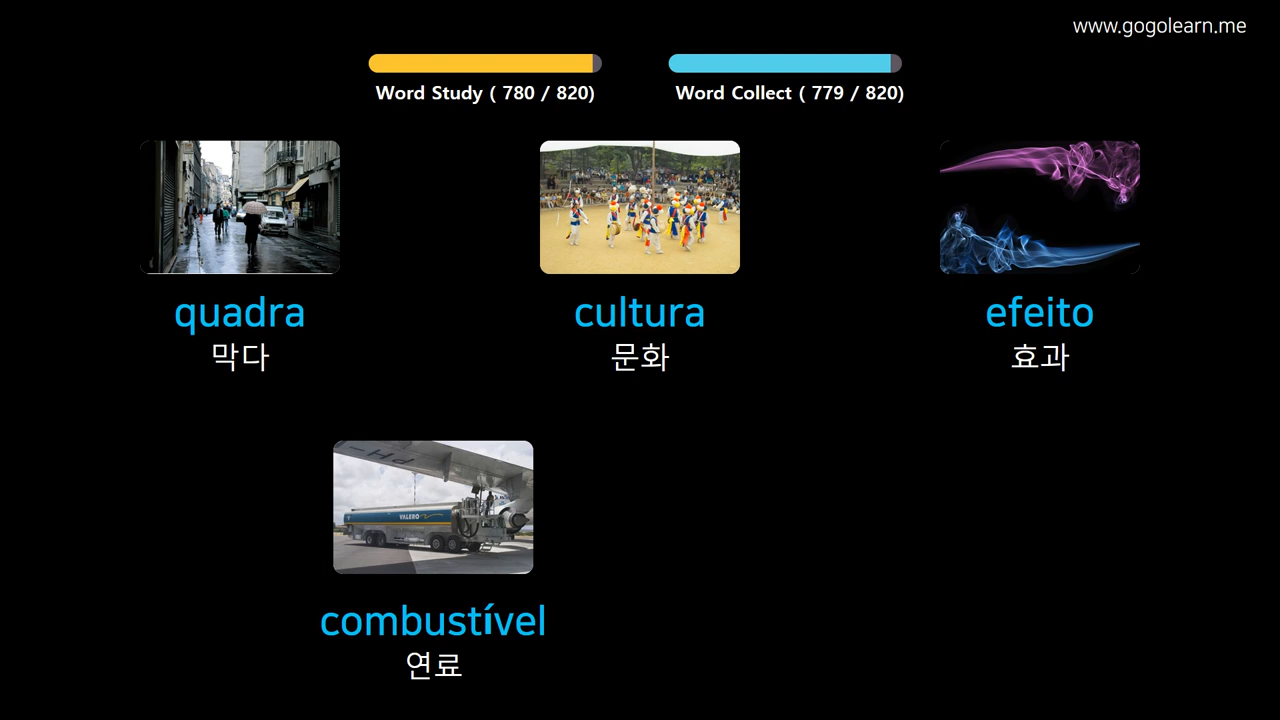 www.gogolearn.me
Word Study ( 780 / 820)
Word Collect ( 779 / 820)
quadra
막다
cultura
문화
efeito
효과
PH-
VALERO
combustível
연료